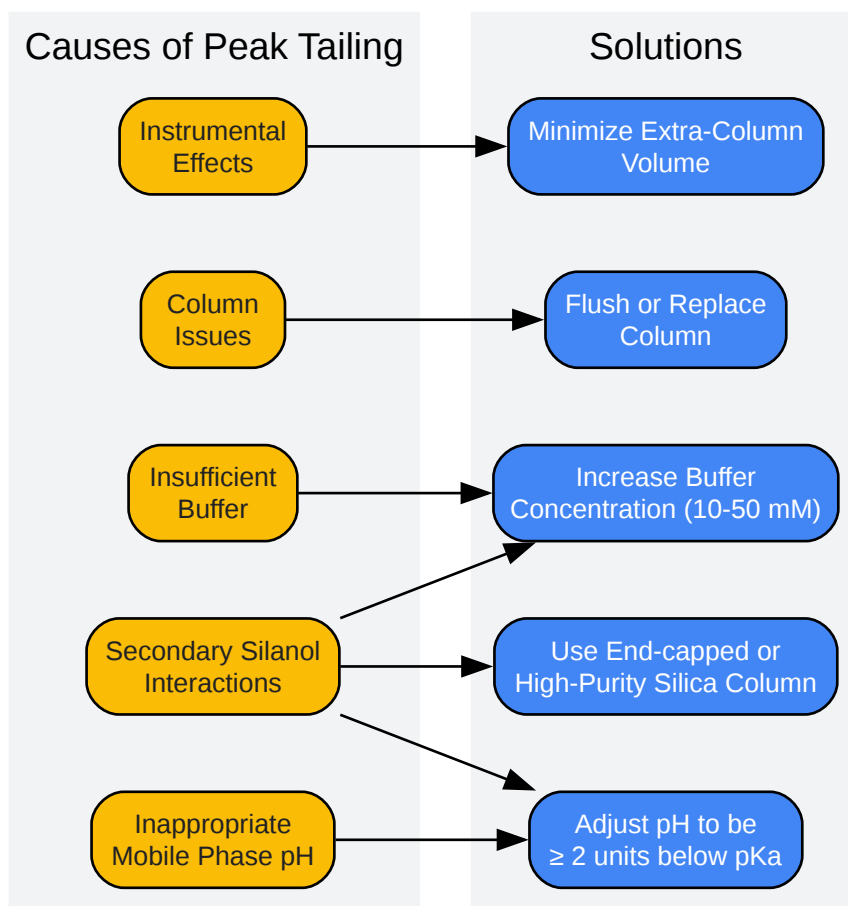 Causes of Peak Tailing
Solutions
Instrumental
Effects
Minimize Extra-Column
Volume
Column
Issues
Flush or Replace
Column
Insufficient
Buffer
Increase Buffer
Concentration (10-50 mM)
Secondary Silanol
Interactions
Use End-capped or
High-Purity Silica Column
Inappropriate
Mobile Phase pH
Adjust pH to be
≥ 2 units below pKa